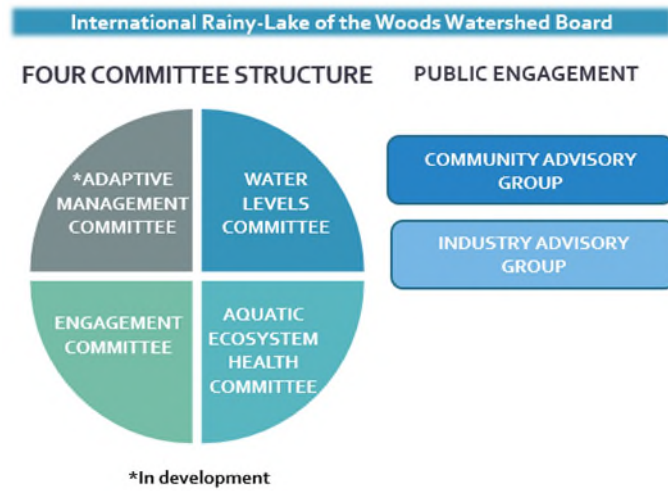 International Rainy-Lake of the Woods Watershed Board
FOUR COMMITTEE STRUCTURE
*ADAPTIVE
MANAGEMENT
COMMITTEE
WATER
LEVELS
COMMITTEE
ENGAGEMENT
COMMITTEE
AQUATIC
ECOSYSTEM
HEALTH
COMMITTEE
*In development
PUBLIC ENGAGEMENT
COMMUNITY ADVISORY
GROUP
INDUSTRY ADVISORY
GROUP